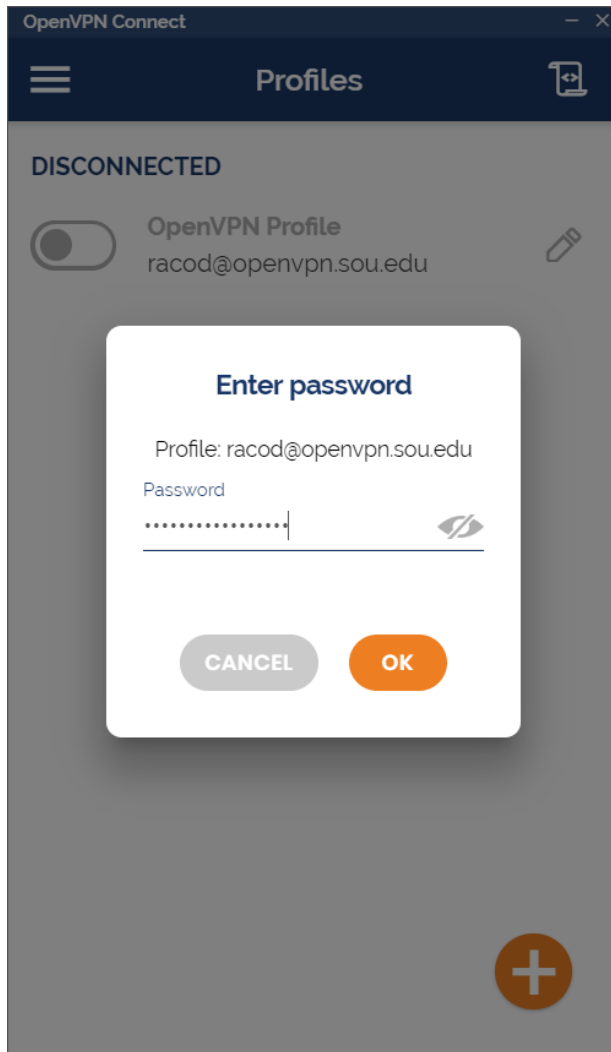 OpenVPN Connect
Profiles
DISCONNECTED
OpenVPN Profile
racod@openvpn.sou.edu
Enter password
Profile: racod@openvpn.sou.edu
Password
•••••••••••••••••
CANCEL
OK